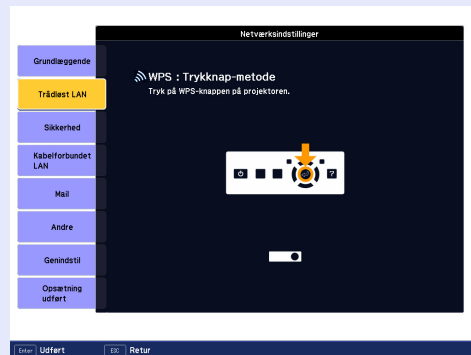 Netværksindstillinger
Grundlæggende
Trådløst LAN
Sikkerhed
Kabelforbundet
LAN
Mail
Andre
Genindstil
Opsætning
udført
WPS : Trykknap-metode
Tryk på WPS-knappen på projektoren.
?
Enter Udført
ESC Retur